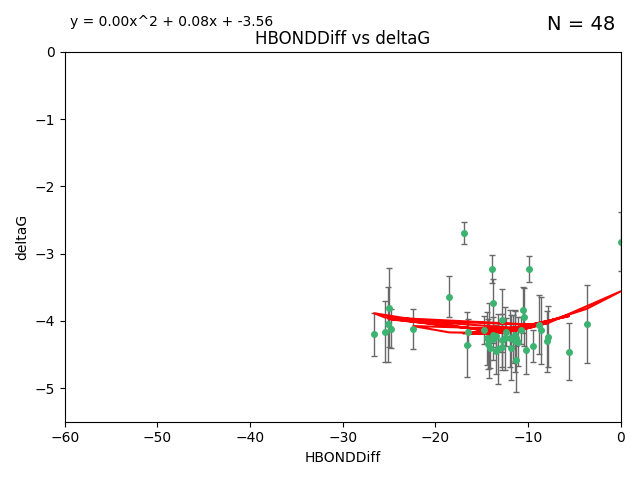 y = 0.00x^2 + 0.08x + -3.56
N = 48
HBONDDiff vs deltaG
0
−1
−2
−3
−4
−5
deltaG
−60
−50
−40
−30
−20
−10
0
HBONDDiff